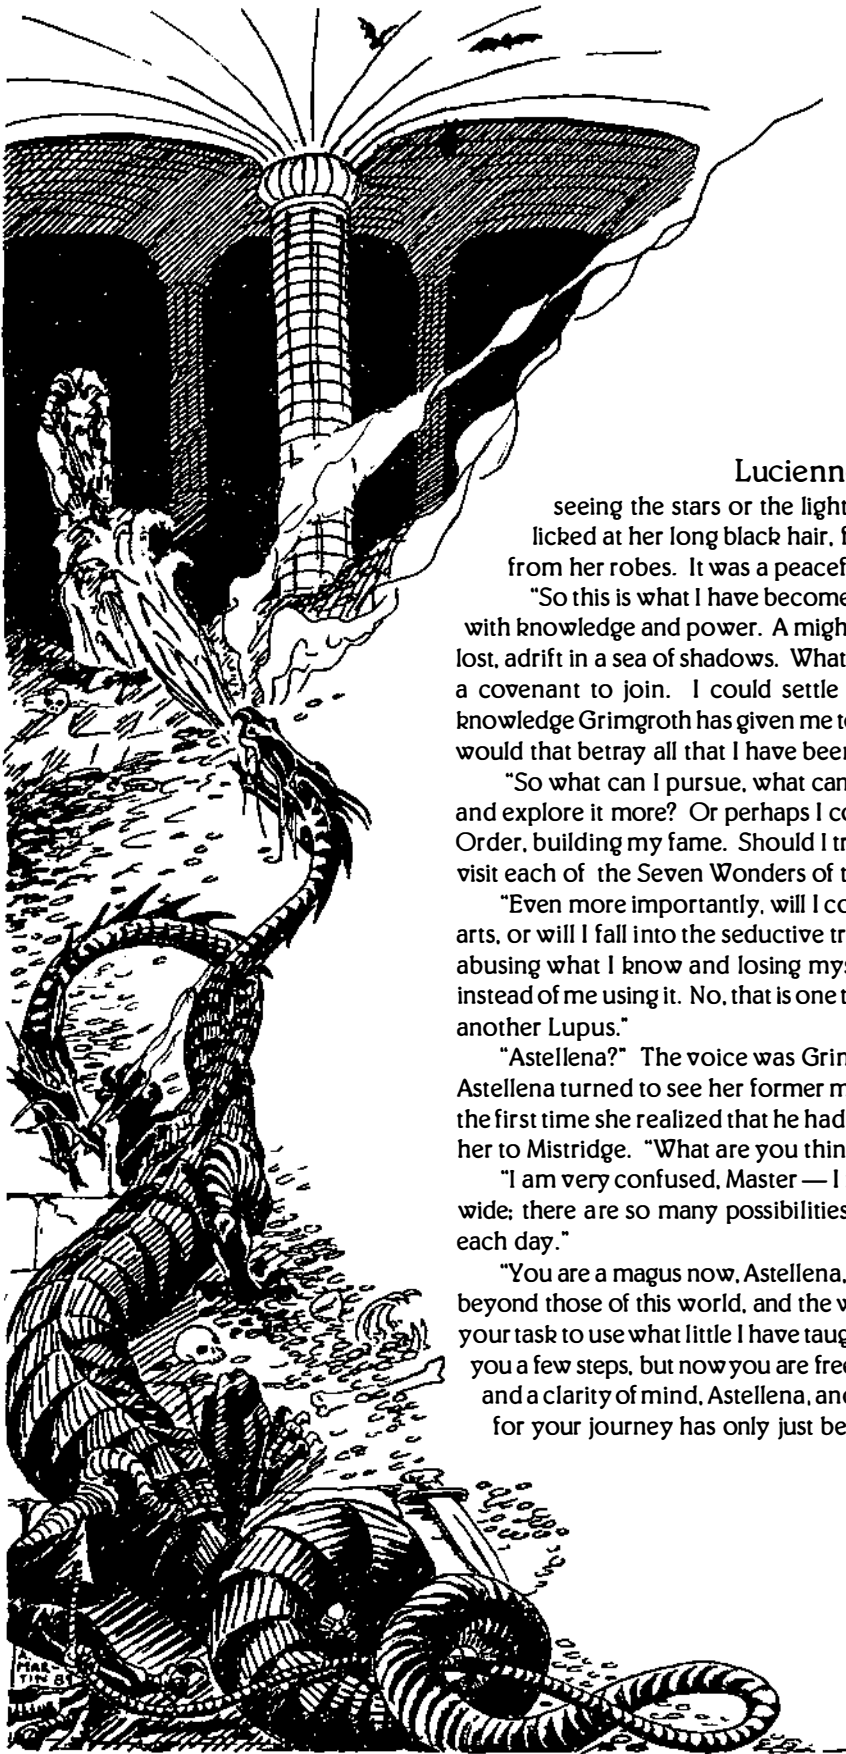 Lucienn
seeing the stars or the light
licked at her long black hair, f
from her robes. It was a peacef
“So this is what I have become
with knowledge and power. A migh
lost, adrift in a sea of shadows. What
a covenant to join. I could settle
knowledge Grimgroth has given me to
would that betray all that I have been
“So what can I pursue, what can
and explore it more? Or perhaps I co
Order, building my fame. Should I tr
visit each of the Seven Wonders of t
“Even more importantly, will I co
arts, or will I fall into the seductive tr
abusing what I know and losing mys
instead of me using it. No, that is one t
another Lupus.”
“Astellena?” The voice was Grim
Astellena turned to see her former m
the first time she realized that he had
her to Mistridge. “What are you thin
“I am very confused, Master — I
wide; there are so many possibilities
each day.”
“You are a magus now, Astellena,
beyond those of this world, and the w
your task to use what little I have taug
you a few steps, but now you are free
and a clarity of mind, Astellena, and
for your journey has only just be
MAR-
TIN